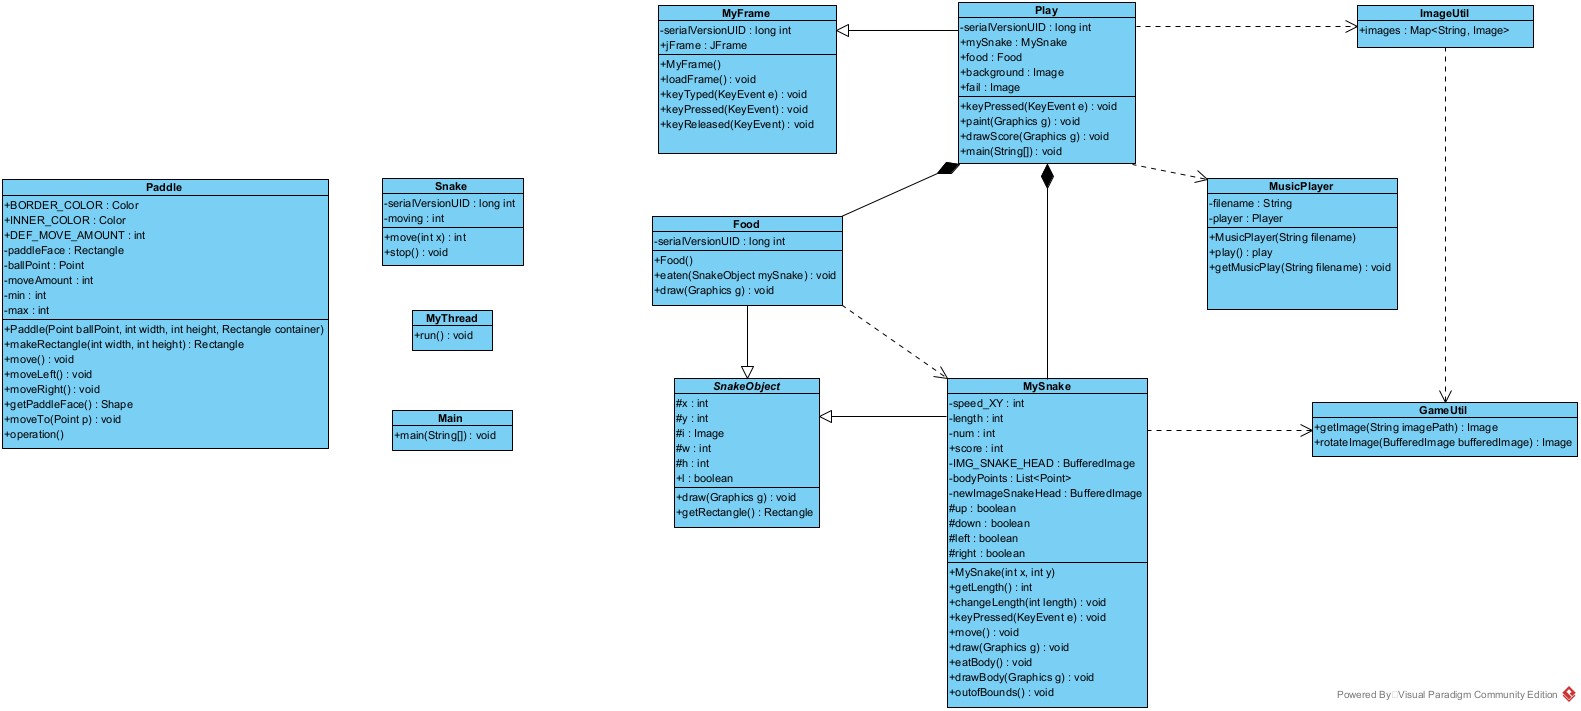 MyFrame
-serialVersionUID : long int
+jFrame : JFrame
+MyFrame()
+loadFrame() : void
+keyTyped(KeyEvent e) : void
+keyPressed(KeyEvent) : void
+keyReleased(KeyEvent) : void
Play
-serialVersionUID : long int
+mySnake : MySnake
+food : Food
+background : Image
+fail : Image
+keyPressed(KeyEvent e) : void
+paint(Graphics g) : void
+drawScore(Graphics g) : void
+main(String[]) : void
ImageUtil
+images : Map<String, Image>
Paddle
+BORDER_COLOR : Color
+INNER_COLOR : Color
+DEF_MOVE_AMOUNT : int
-paddleFace : Rectangle
-ballPoint : Point
-moveAmount : int
-min : int
-max : int
+Paddle(Point ballPoint, int width, int height, Rectangle container)
+makeRectangle(int width, int height) : Rectangle
+move() : void
+moveLeft() : void
+moveRight() : void
+getPaddleFace() : Shape
+moveTo(Point p) : void
+operation()
Snake
-serialVersionUID : long int
-moving : int
+move(int x) : int
+stop() : void
MyThread
+run() : void
Main
+main(String[]) : void
Food
-serialVersionUID : long int
+Food()
+eaten(SnakeObject mySnake) : void
+draw(Graphics g) : void
MusicPlayer
-filename : String
-player : Player
+MusicPlayer(String filename)
+play() : play
+getMusicPlay(String filename) : void
SnakeObject
#x : int
#y : int
#i : Image
#w : int
#h : int
+l : boolean
+draw(Graphics g) : void
+getRectangle() : Rectangle
MySnake
-speed_XY : int
-length : int
-num : int
+score : int
-IMG_SNAKE_HEAD : BufferedImage
-bodyPoints : List<Point>
-newImageSnakeHead : BufferedImage
#up : boolean
#down : boolean
#left : boolean
#right : boolean
+MySnake(int x, int y)
+getLength() : int
+changeLength(int length) : void
+keyPressed(KeyEvent e) : void
+move() : void
+draw(Graphics g) : void
+eatBody() : void
+drawBody(Graphics g) : void
+outofBounds() : void
GameUtil
+getImage(String imagePath) : Image
+rotateImage(BufferedImage bufferedImage) : Image
Powered By Visual Paradigm Community Edition